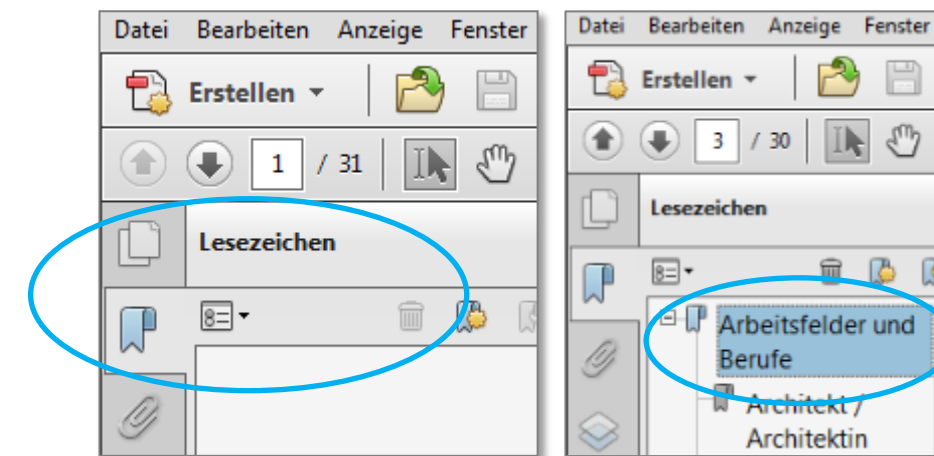 Datei Bearbeiten Anzeige Fenster
Erstellen
1 / 31
Lesezeichen
Datei Bearbeiten Anzeige Fenster
Erstellen
3 / 30
Lesezeichen
Arbeitsfelder und
Berufe
Architekt /
Architektin